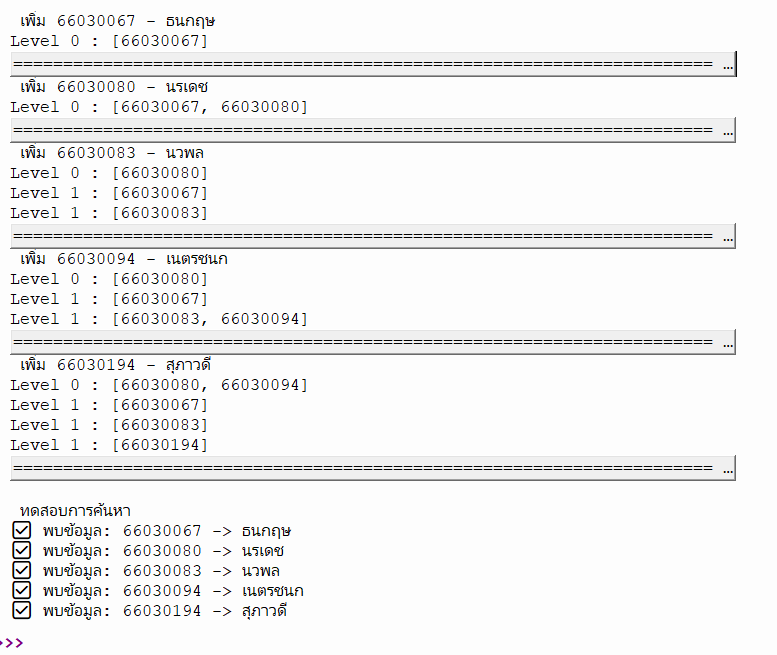 เพิ่ม 66030067 - ธนกฤษ
Level 0 : [66030067]
====================================================================== ...
เพิ่ม 66030080 - นรเดช
Level 0 : [66030067, 66030080]
====================================================================== ...
เพิ่ม 66030083 - นวพล
Level 0 : [66030080]
Level 1 : [66030067]
Level 1 : [66030083]
====================================================================== ...
เพิ่ม 66030094 - เนตรชนก
Level 0 : [66030080]
Level 1 : [66030067]
Level 1 : [66030083, 66030094]
====================================================================== ...
เพิ่ม 66030194 - สุภาวดี
Level 0 : [66030080, 66030094]
Level 1 : [66030067]
Level 1 : [66030083]
Level 1 : [66030194]
====================================================================== ...
ทดสอบการค้นหา
☑ พบข้อมูล: 66030067 -> ธนกฤษ
☑ พบข้อมูล: 66030080 -> นรเดช
☑ พบข้อมูล: 66030083 -> นวพล
☑ พบข้อมูล: 66030094 -> เนตรชนก
☑ พบข้อมูล: 66030194 -> สุภาวดี
>>>